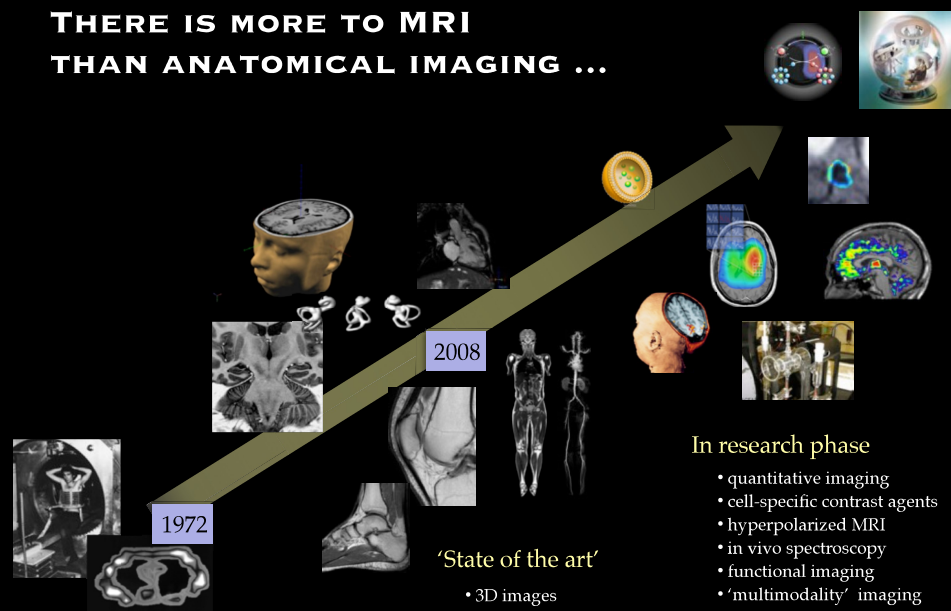 THERE IS MORE TO MRI
THAN ANATOMICAL IMAGING ...
2008
1972
'State of the art'
• 3D images
In research phase
• quantitative imaging
• cell-specific contrast agents
• hyperpolarized MRI
• in vivo spectroscopy
• functional imaging
• 'multimodality' imaging